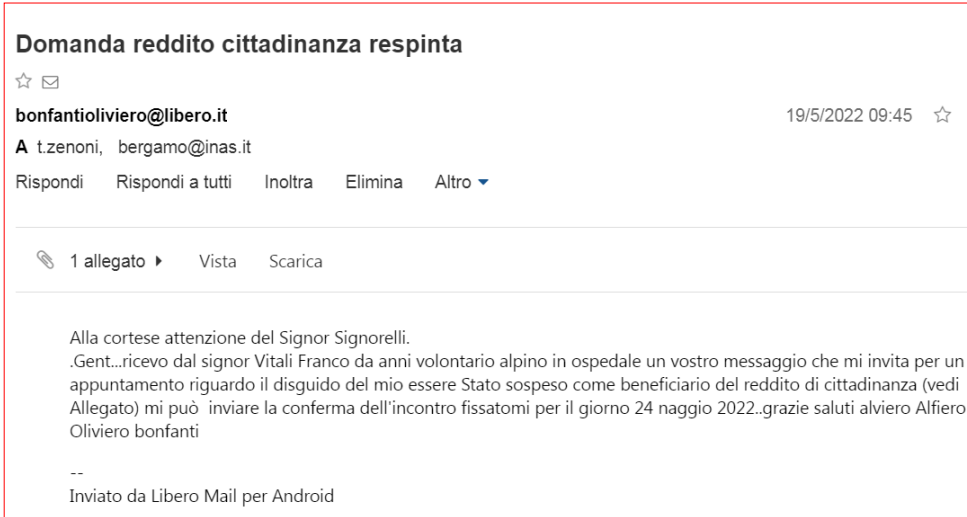 Domanda reddito cittadinanza respinta
bonfantioliviero@libero.it 19/5/2022 09:45
A t.zenoni, bergamo@inas.it
Rispondi Rispondi a tutti Inoltra Elimina Altro
1 allegato Vista Scarica
Alla cortese attenzione del Signor Signorelli.
.Gent...ricevo dal signor Vitali Franco da anni volontario alpino in ospedale un vostro messaggio che mi invita per un
appuntamento riguardo il disguido del mio essere Stato sospeso come beneficiario del reddito di cittadinanza (vedi
Allegato) mi può inviare la conferma dell'incontro fissatomi per il giorno 24 naggio 2022..grazie saluti alviero Alfiero
Oliviero bonfanti
--
Inviato da Libero Mail per Android